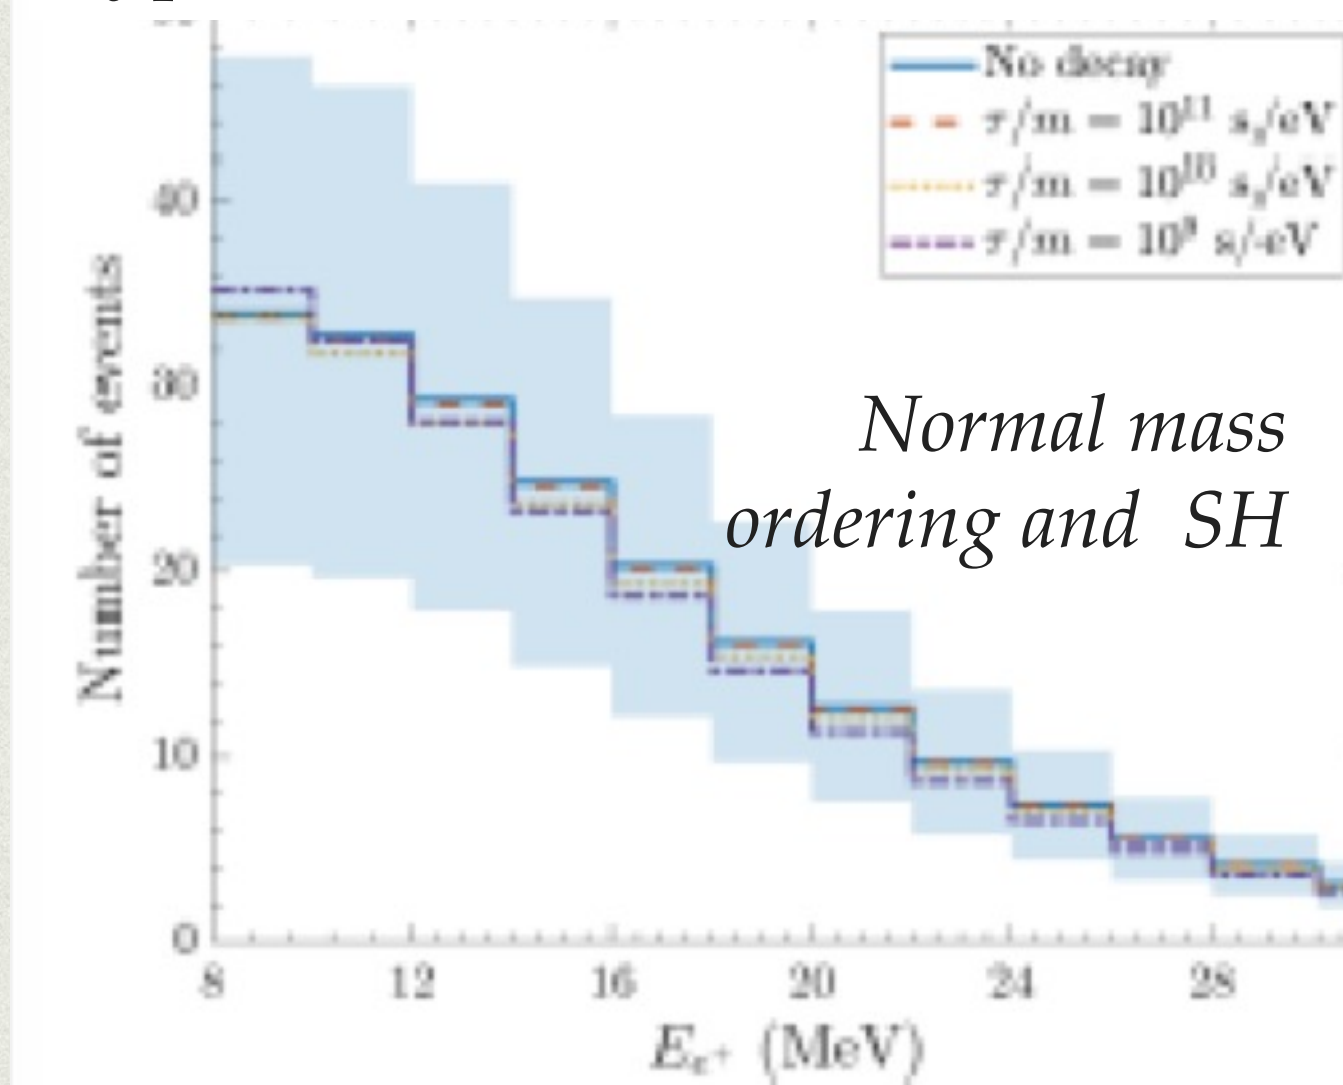 No decay
τ/m = 10¹¹ s/eV
τ/m = 10¹⁰ s/eV
τ/m = 10⁹ s/eV
40
30
20
10
0
Number of events
Normal mass
ordering and SH
8 12 16 20 24 28
Eₑ⁺ (MeV)